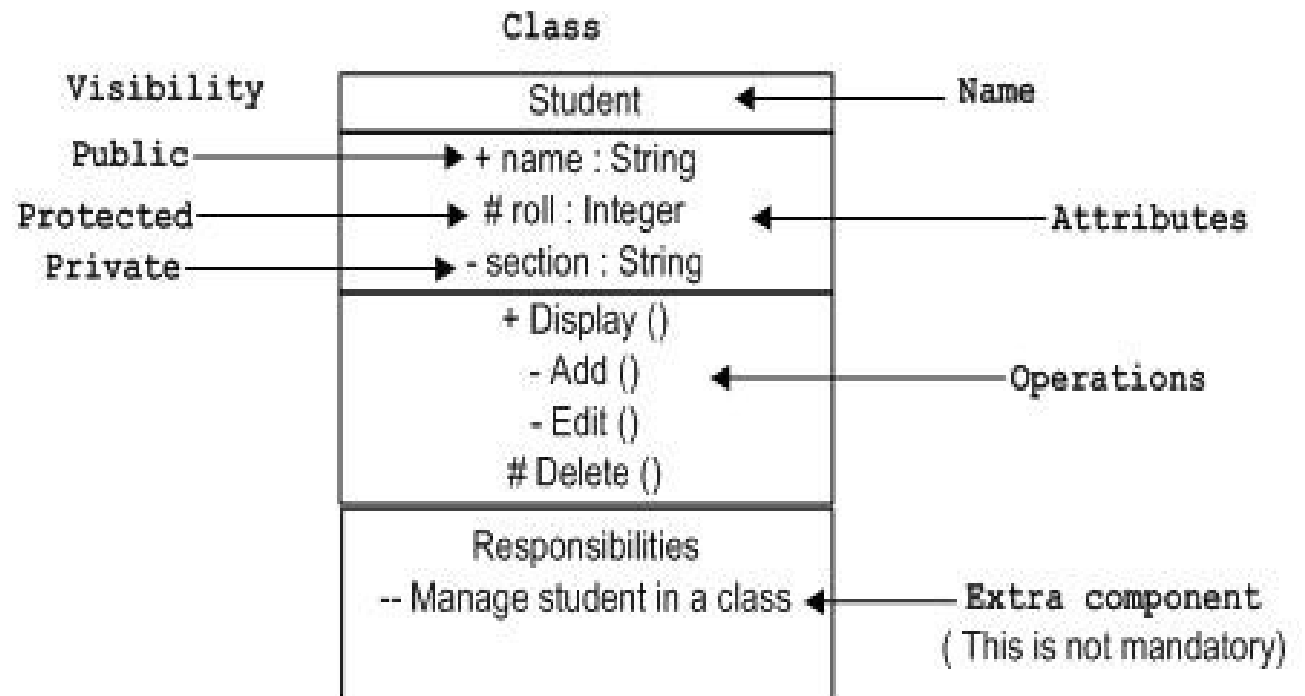 Class
Visibility
Student
Name
Public
+ name : String
Protected
# roll : Integer
Attributes
Private
- section : String
+ Display ()
- Add ()
Operations
- Edit ()
# Delete ()
Responsibilities
-- Manage student in a class
Extra component
( This is not mandatory)